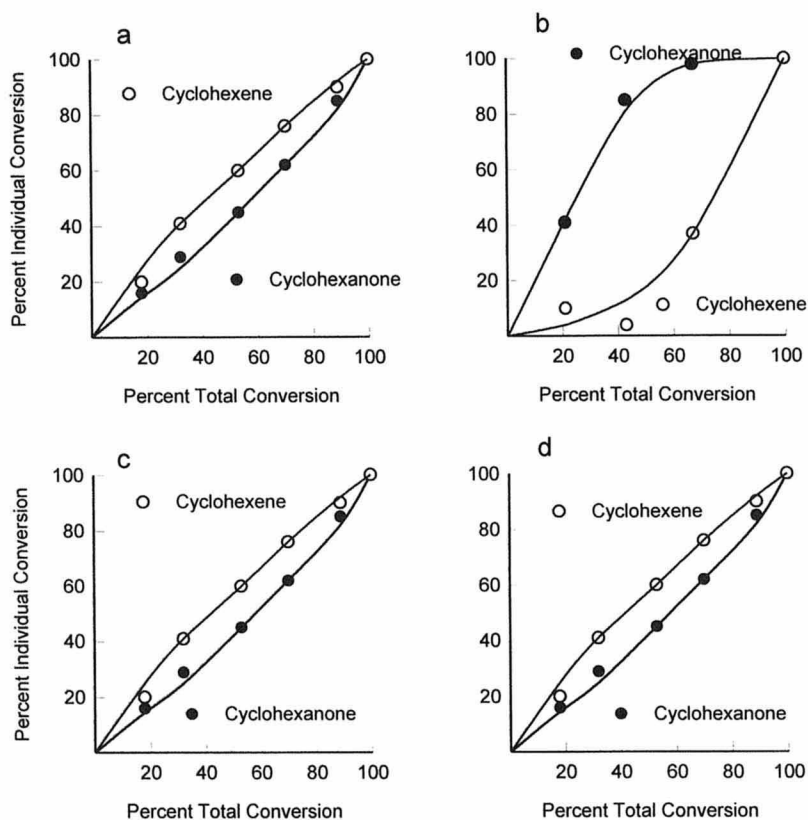 a
100
80
60
40
20
Cyclohexene
Cyclohexanone
20 40 60 80 100
Percent Individual Conversion
Percent Total Conversion
b
100
80
60
40
20
Cyclohexanone
Cyclohexene
20 40 60 80 100
Percent Total Conversion
c
100
80
60
40
20
Cyclohexene
Cyclohexanone
20 40 60 80 100
Percent Individual Conversion
Percent Total Conversion
d
100
80
60
40
20
Cyclohexene
Cyclohexanone
20 40 60 80 100
Percent Total Conversion